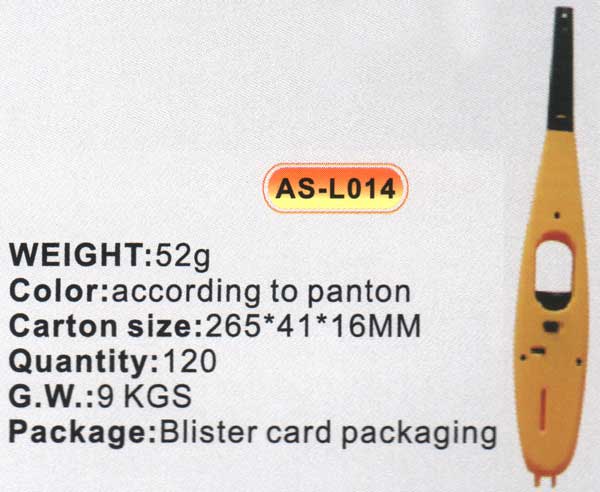 AS-L014
WEIGHT:52g
Color:according to panton
Carton size:265*41*16MM
Quantity:120
G.W.:9 KGS
Package:Blister card packaging